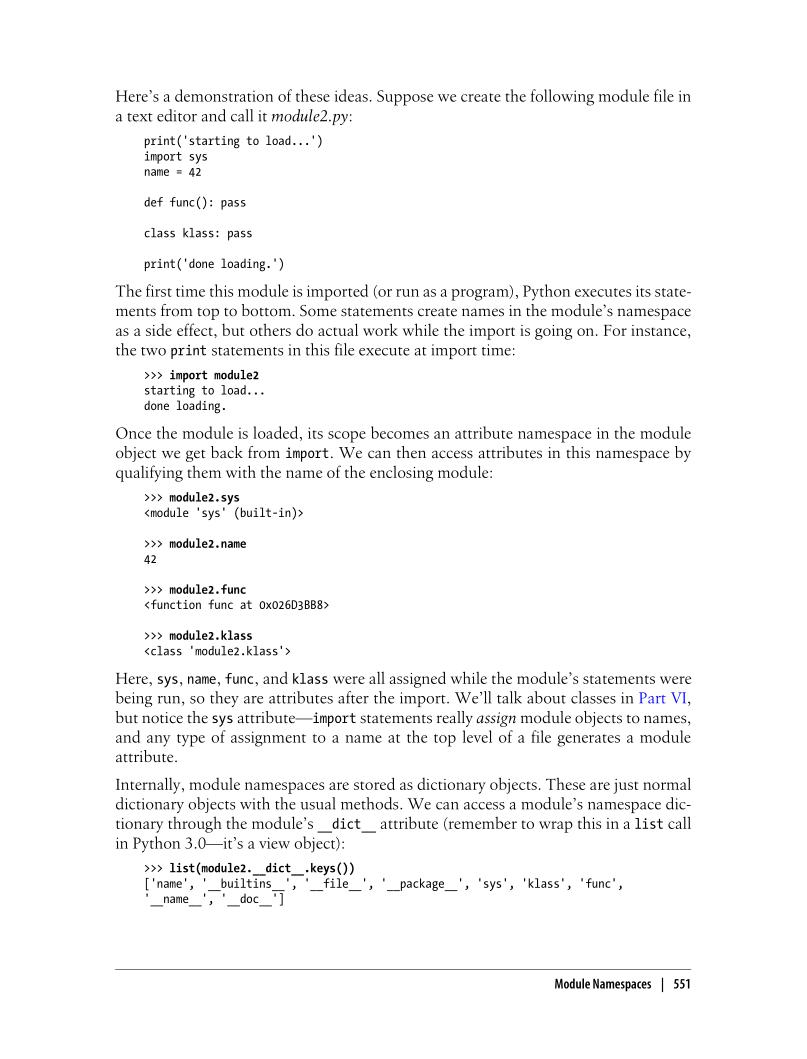 Here's a demonstration of these ideas. Suppose we create the following module file in
a text editor and call it module2.py:
print('starting to load...')
import sys
name = 42
def func(): pass
class klass: pass
print('done loading.')
The first time this module is imported (or run as a program), Python executes its state-
ments from top to bottom. Some statements create names in the module's namespace
as a side effect, but others do actual work while the import is going on. For instance,
the two print statements in this file execute at import time:
>>> import module2
starting to load...
done loading.
Once the module is loaded, its scope becomes an attribute namespace in the module
object we get back from import. We can then access attributes in this namespace by
qualifying them with the name of the enclosing module:
>>> module2.sys
<module 'sys' (built-in)>
>>> module2.name
42
>>> module2.func
<function func at 0x026D3BB8>
>>> module2.klass
<class 'module2.klass'>
Here, sys, name, func, and klass were all assigned while the module's statements were
being run, so they are attributes after the import. We'll talk about classes in Part VI,
but notice the sys attribute—import statements really assign module objects to names,
and any type of assignment to a name at the top level of a file generates a module
attribute.
Internally, module namespaces are stored as dictionary objects. These are just normal
dictionary objects with the usual methods. We can access a module's namespace dic-
tionary through the module's __dict__ attribute (remember to wrap this in a list call
in Python 3.0—it's a view object):
>>> list(module2.__dict__.keys())
['name', '__builtins__', '__file__', '__package__', 'sys', 'klass', 'func',
'__name__', '__doc__']
Module Namespaces | 551